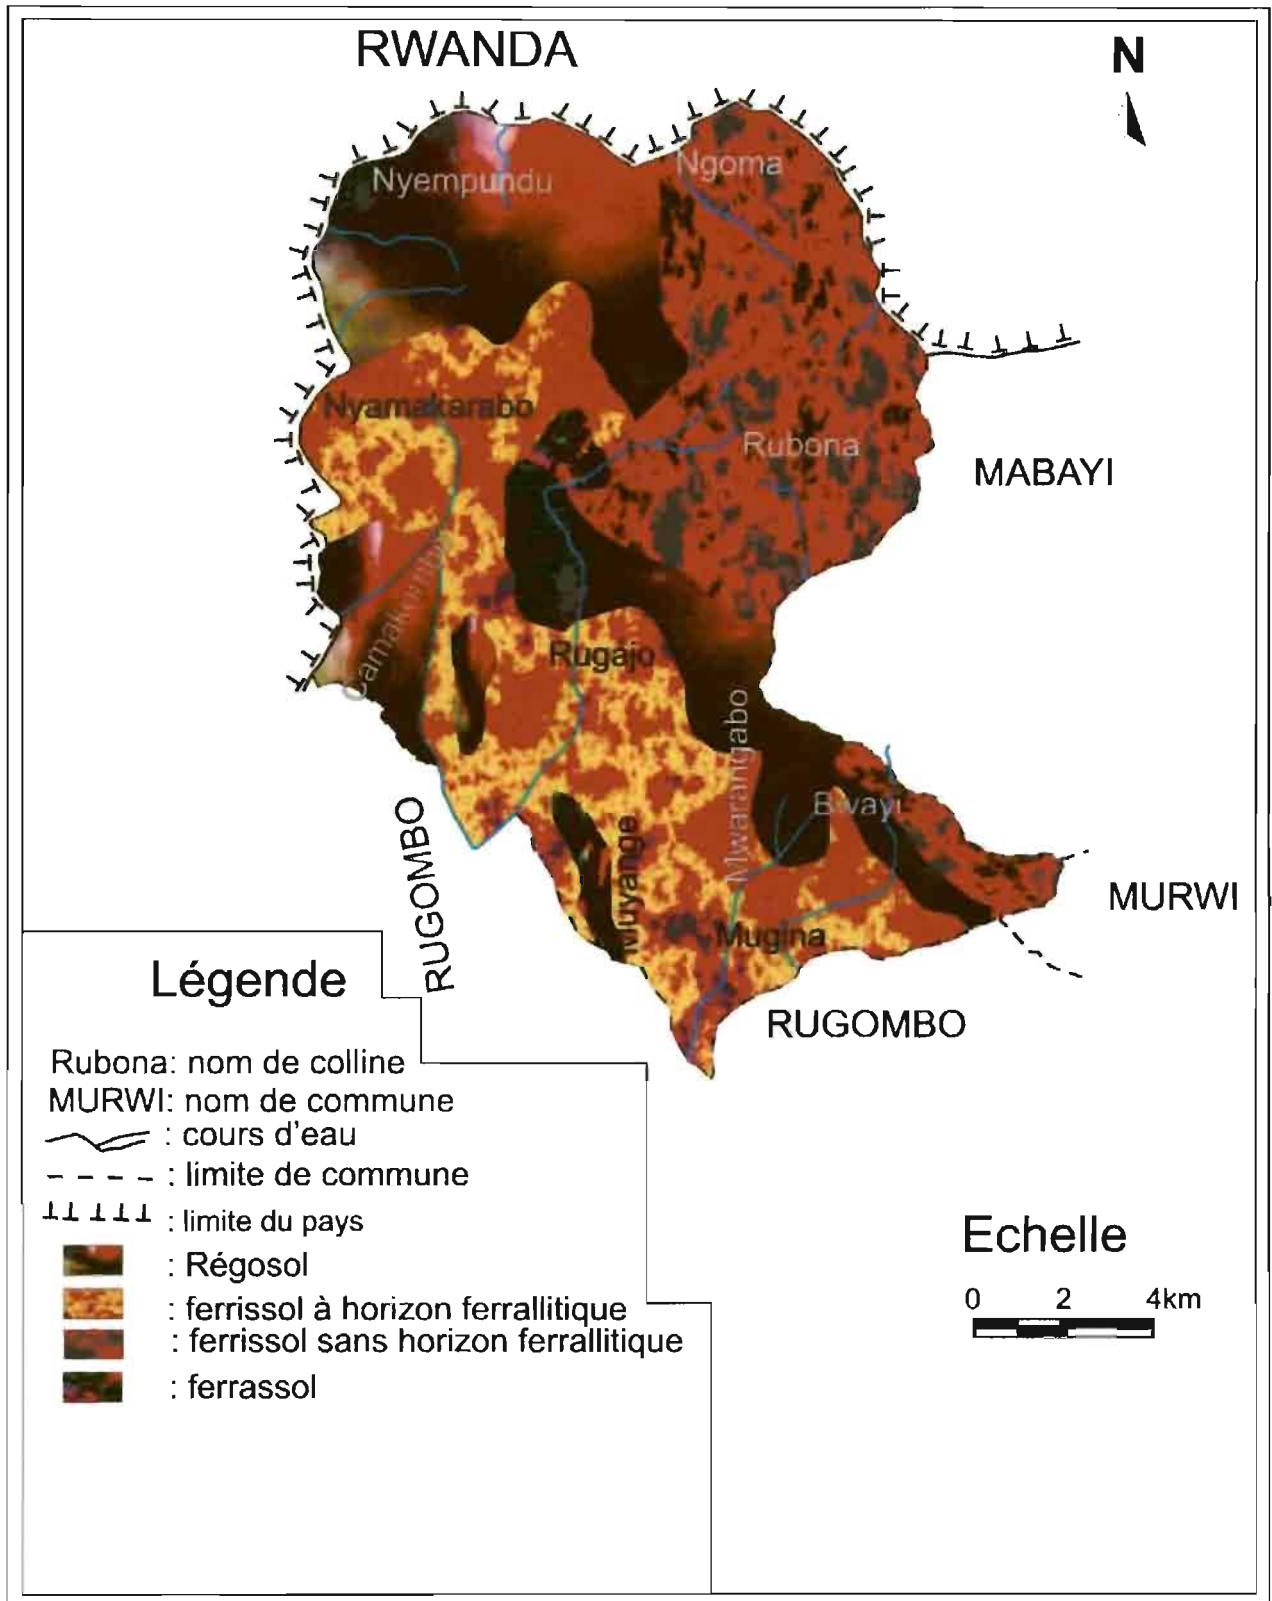 RWANDA
N
Ngoma
Nyempundu
Nyamakarabo
Rubona
MABAYI
Rugajo
Mwarangabo
Bwayi
RUGOMBO
Muyange
MURWI
Mugina
RUGOMBO
Légende
Rubona: nom de colline
MURWI: nom de commune
: cours d'eau
: limite de commune
: limite du pays
: Régosol
: ferrissol à horizon ferrallitique
: ferrissol sans horizon ferrallitique
: ferrassol
Echelle
0 2 4km